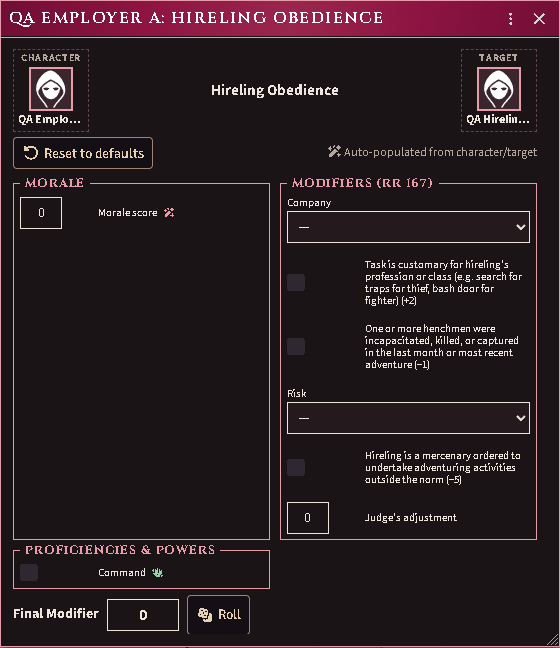 QA EMPLOYER A: HIRELING OBEDIENCE
CHARACTER
QA Emplo...
Hireling Obedience
TARGET
QA Hirelin...
Reset to defaults
Auto-populated from character/target
MORALE
0
Morale score
MODIFIERS (RR 167)
Company
—
Task is customary for hireling's
profession or class (e.g. search for
traps for thief, bash door for
fighter) (+2)
One or more henchmen were
incapacitated, killed, or captured
in the last month or most recent
adventure (−1)
Risk
—
Hireling is a mercenary ordered to
undertake adventuring activities
outside the norm (−5)
0
Judge's adjustment
PROFICIENCIES & POWERS
Command
Final Modifier
0
Roll